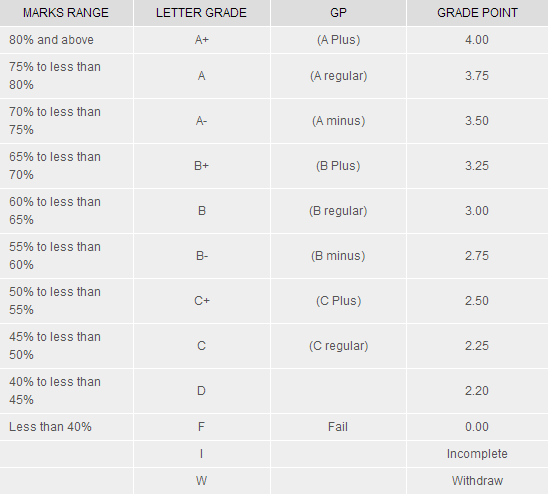 MARKS RANGE LETTER GRADE GP GRADE POINT
80% and above A+ (A Plus) 4.00
75% to less than
80% A (A regular) 3.75
70% to less than
75% A- (A minus) 3.50
65% to less than
70% B+ (B Plus) 3.25
60% to less than
65% B (B regular) 3.00
55% to less than
60% B- (B minus) 2.75
50% to less than
55% C+ (C Plus) 2.50
45% to less than
50% C (C regular) 2.25
40% to less than
45% D 2.20
Less than 40% F Fail 0.00
I Incomplete
W Withdraw